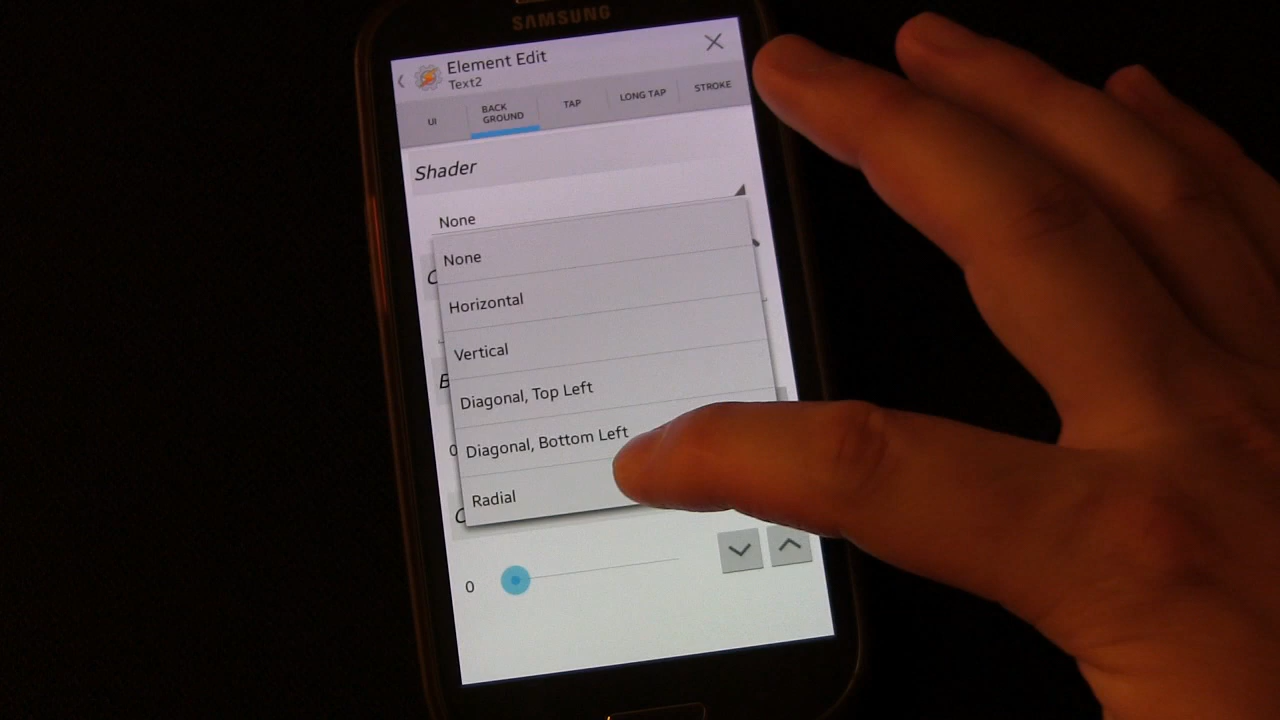 SAMSUNG
Element Edit
Text2
UI
BACK
GROUND
TAP
LONG TAP
STROKE
Shader
None
None
Horizontal
Vertical
Diagonal, Top Left
Diagonal, Bottom Left
Radial
0
0